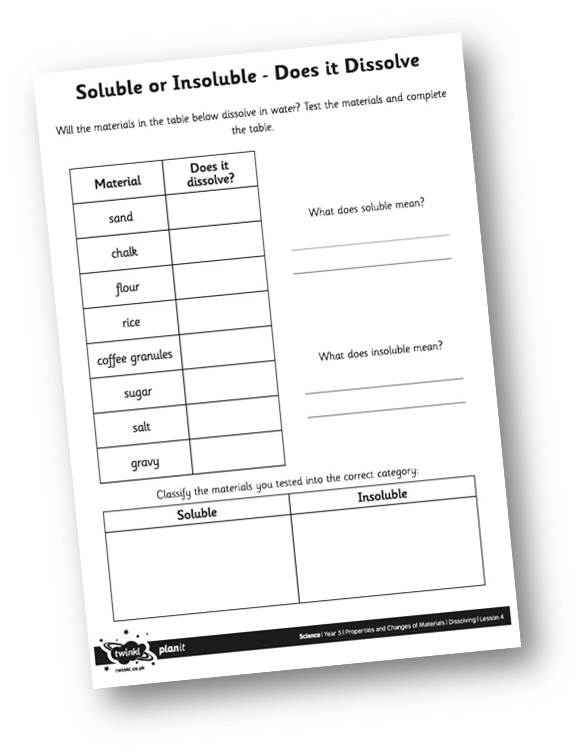 Soluble or Insoluble - Does it Dissolve
Will the materials in the table below dissolve in water? Test the materials and complete
the table.
Material
Does it
dissolve?
sand
chalk
flour
rice
coffee granules
sugar
salt
gravy
What does soluble mean?
What does insoluble mean?
Classify the materials you tested into the correct category:
Soluble
Insoluble
twinkl
planit
twinkl.co.uk
Science | Year 5 | Properties and Changes of Materials | Dissolving | Lesson 4